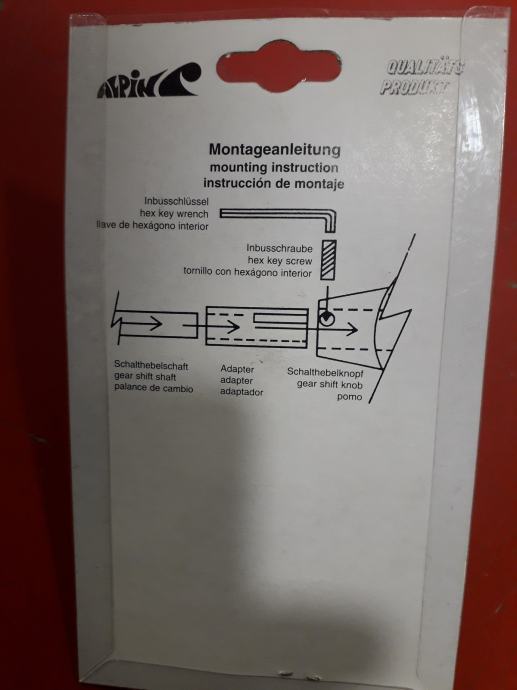 ALPIN
QUALITÄTS
PRODUKT
Montageanleitung
mounting instruction
instrucción de montaje
Inbusschlüssel
hex key wrench
llave de hexágono interior
Inbusschraube
hex key screw
tornillo con hexágono interior
Schalthebelschaft
gear shift shaft
palance de cambio
Adapter
adapter
adaptador
Schalthebelknopf
gear shift knob
pomo